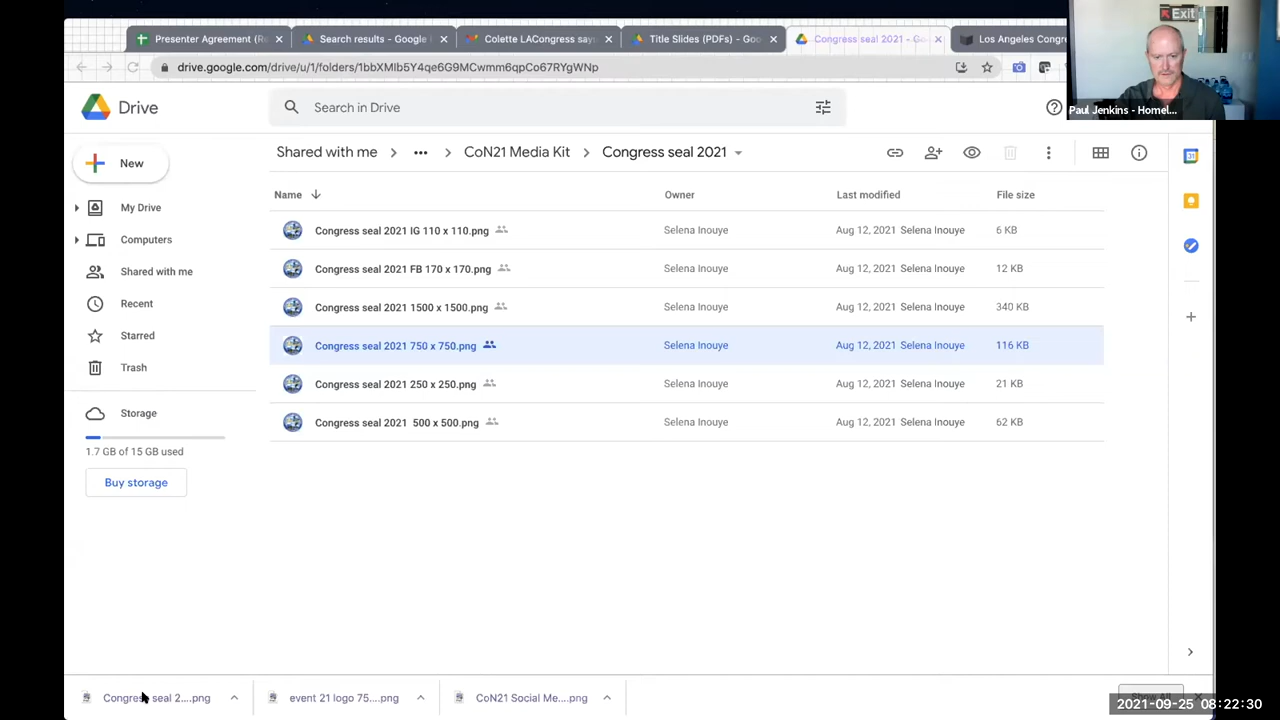 Exit
Presenter Agreement (R
Search results - Google
Colette LACongress says
Title Slides (PDFs) - Goo
Congress seal 2021 - G
Los Angeles Congre
drive.google.com/drive/u/1/folders/1bbXMlb5Y4qe6G9MCwmm6qpCo67RYgWNp
Paul Jenkins - Homel...
Drive
Search in Drive
New
Shared with me
CoN21 Media Kit
Congress seal 2021
Name
Owner
Last modified
File size
My Drive
Computers
Shared with me
Recent
Starred
Trash
Storage
1.7 GB of 15 GB used
Buy storage
Congress seal 2021 IG 110 x 110.png Selena Inouye Aug 12, 2021 Selena Inouye 6 KB
Congress seal 2021 FB 170 x 170.png Selena Inouye Aug 12, 2021 Selena Inouye 12 KB
Congress seal 2021 1500 x 1500.png Selena Inouye Aug 12, 2021 Selena Inouye 340 KB
Congress seal 2021 750 x 750.png Selena Inouye Aug 12, 2021 Selena Inouye 116 KB
Congress seal 2021 250 x 250.png Selena Inouye Aug 12, 2021 Selena Inouye 21 KB
Congress seal 2021 500 x 500.png Selena Inouye Aug 12, 2021 Selena Inouye 62 KB
31
Congress seal 2....png
event 21 logo 75....png
CoN21 Social Me....png
Show All
2021-09-25 08:22:30